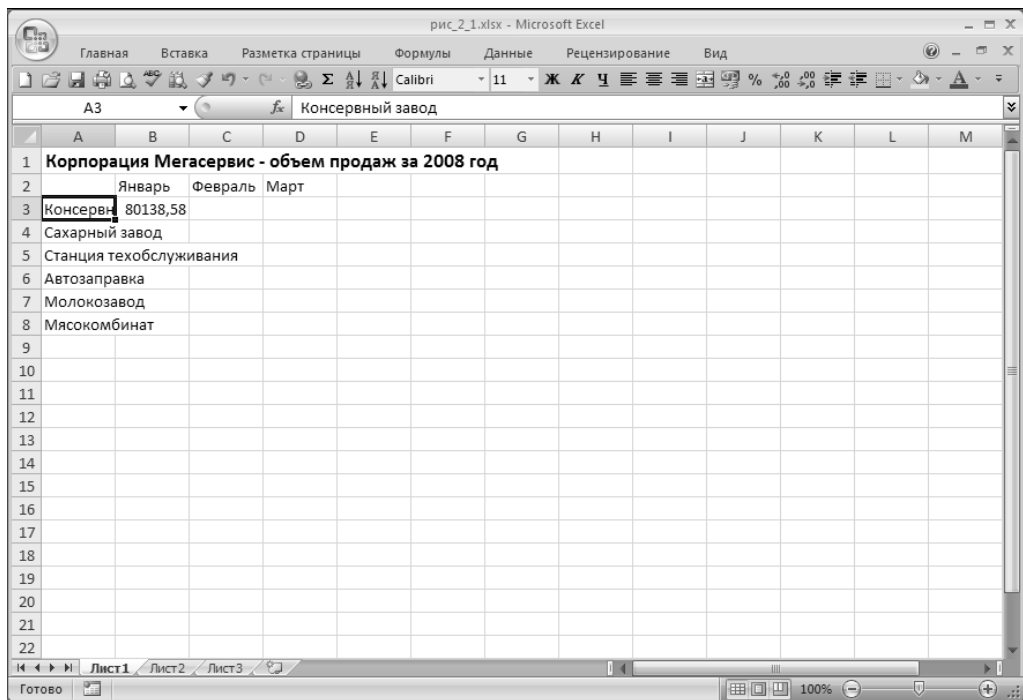 рис_2_1.xlsx - Microsoft Excel
Главная Вставка Разметка страницы Формулы Данные Рецензирование Вид
Calibri 11 Ж К Ч
A3 fx Консервный завод
A B C D E F G H I J K L M
1 Корпорация Мегасервис - объем продаж за 2008 год
2 Январь Февраль Март
3 Консервн 80138,58
4 Сахарный завод
5 Станция техобслуживания
6 Автозаправка
7 Молокозавод
8 Мясокомбинат
9
10
11
12
13
14
15
16
17
18
19
20
21
22
Лист1 Лист2 Лист3
Готово 100%